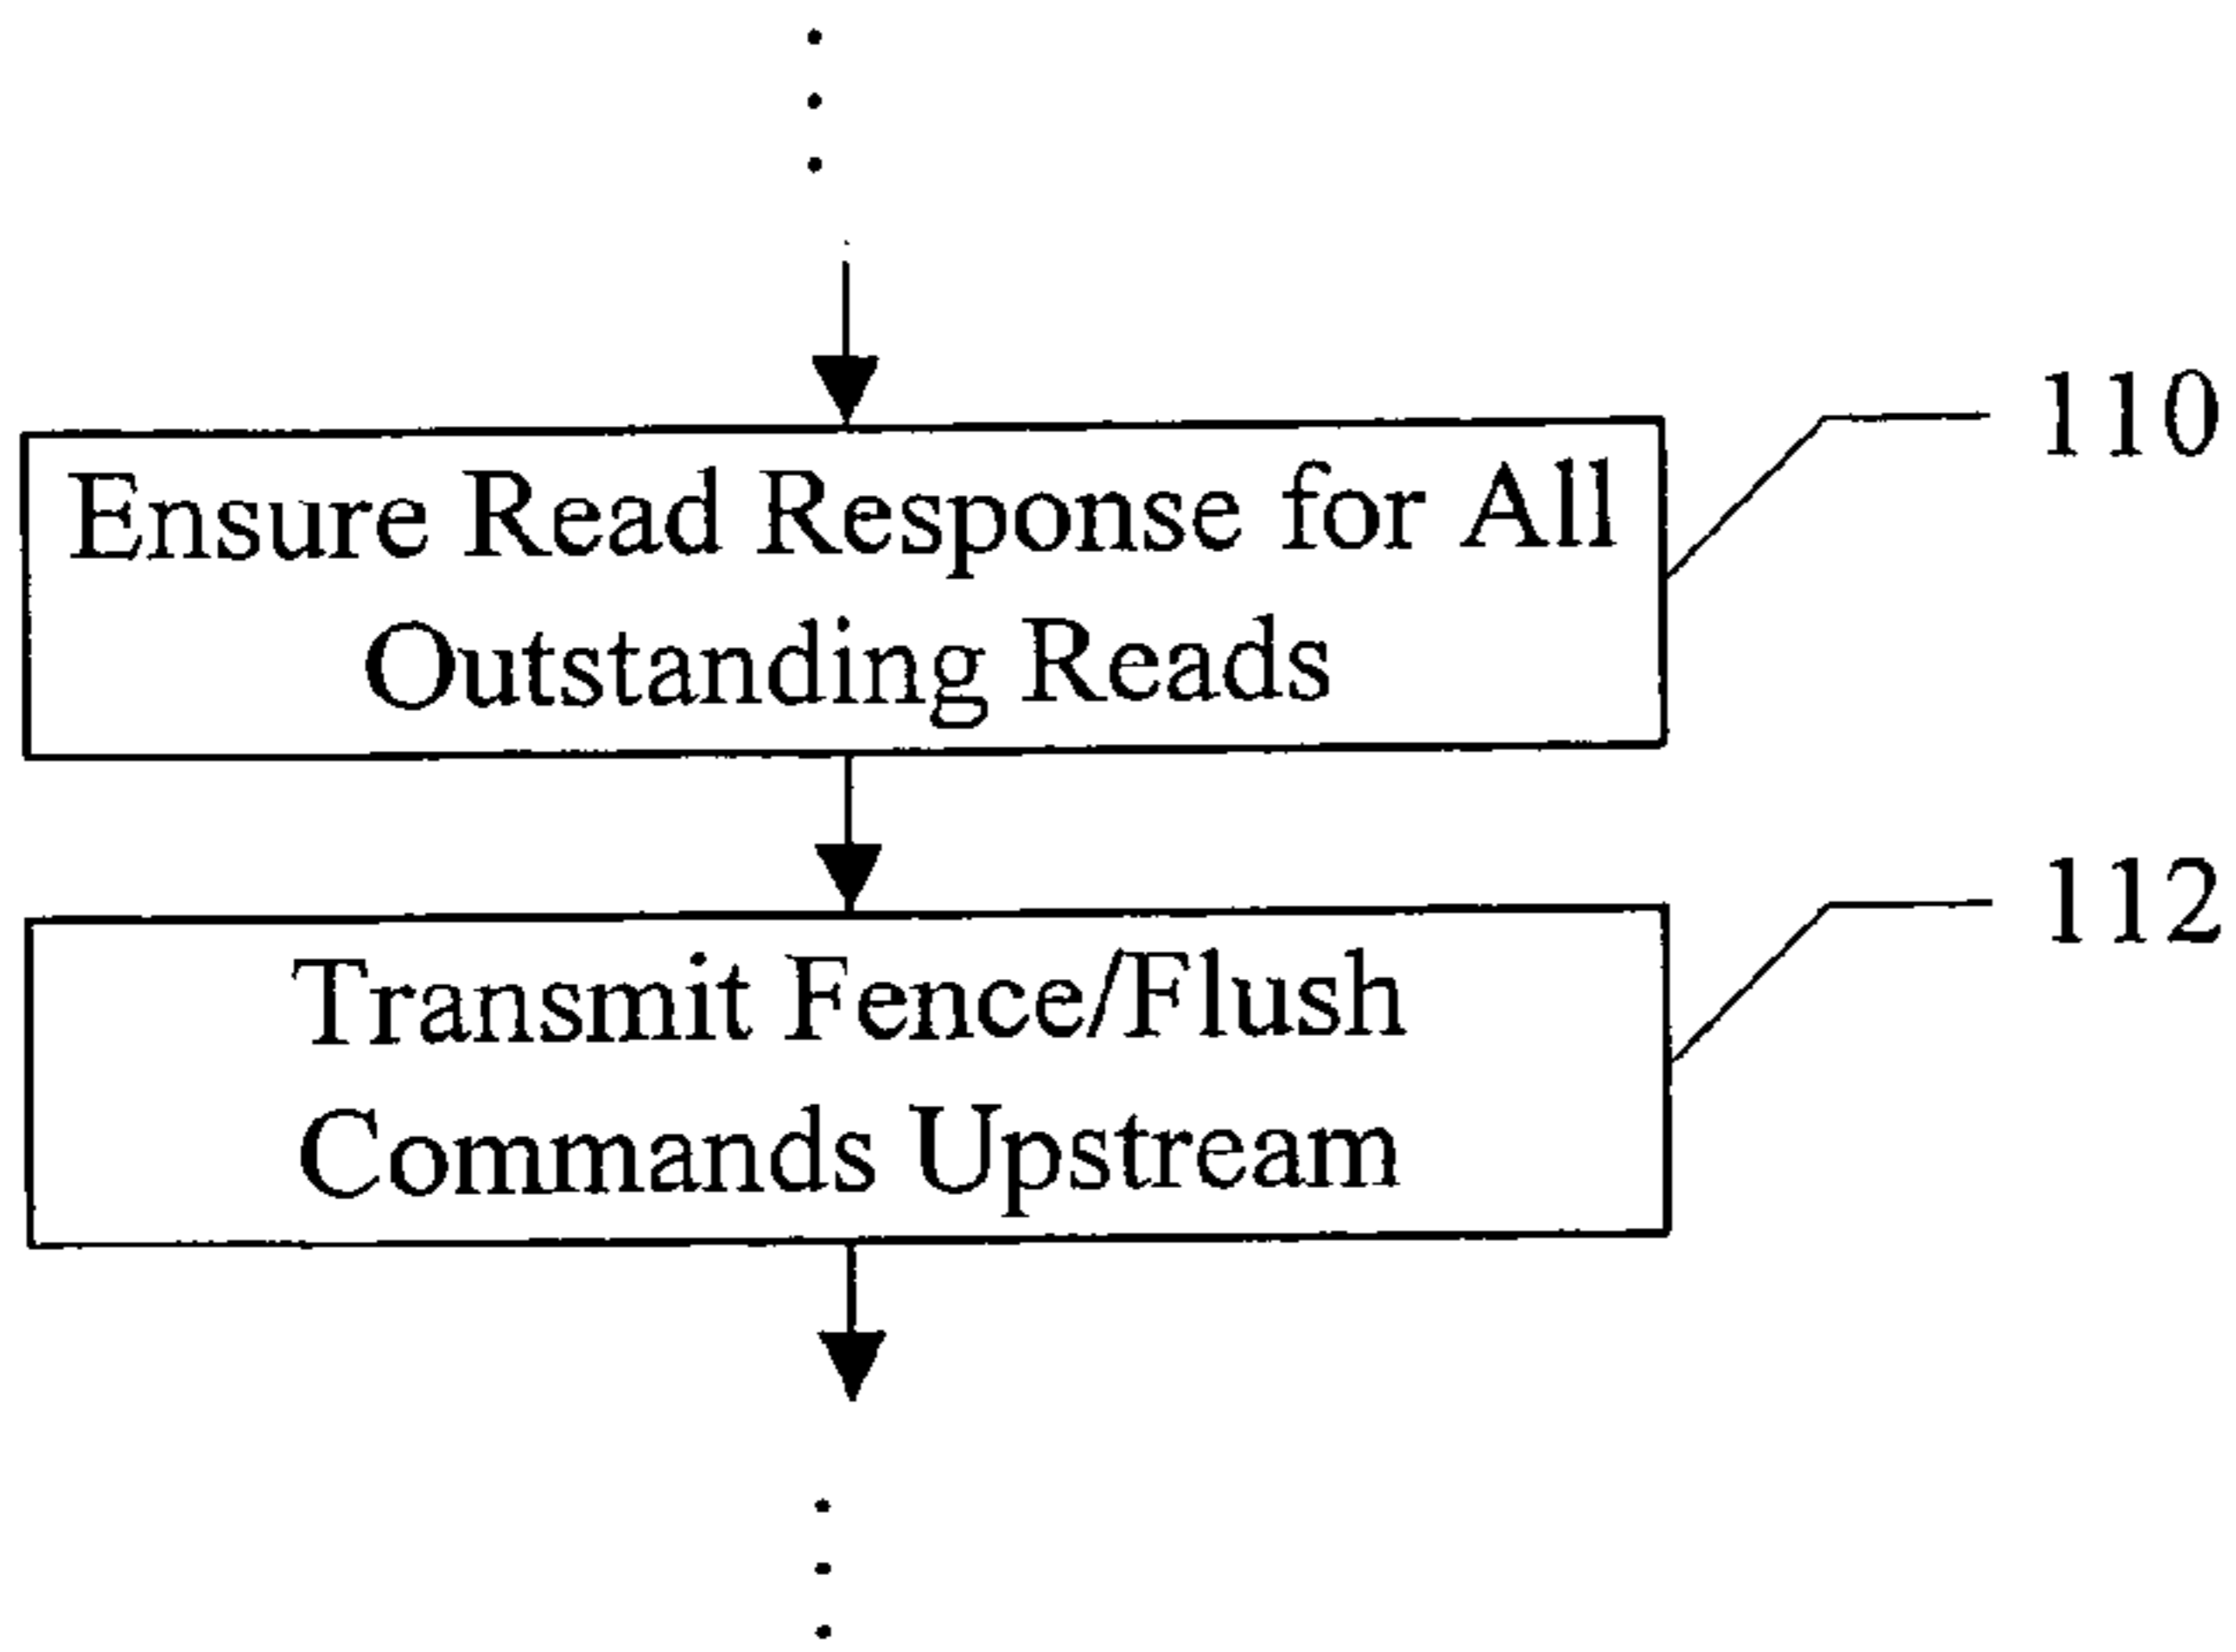 110
Ensure Read Response for All
Outstanding Reads
112
Transmit Fence/Flush
Commands Upstream